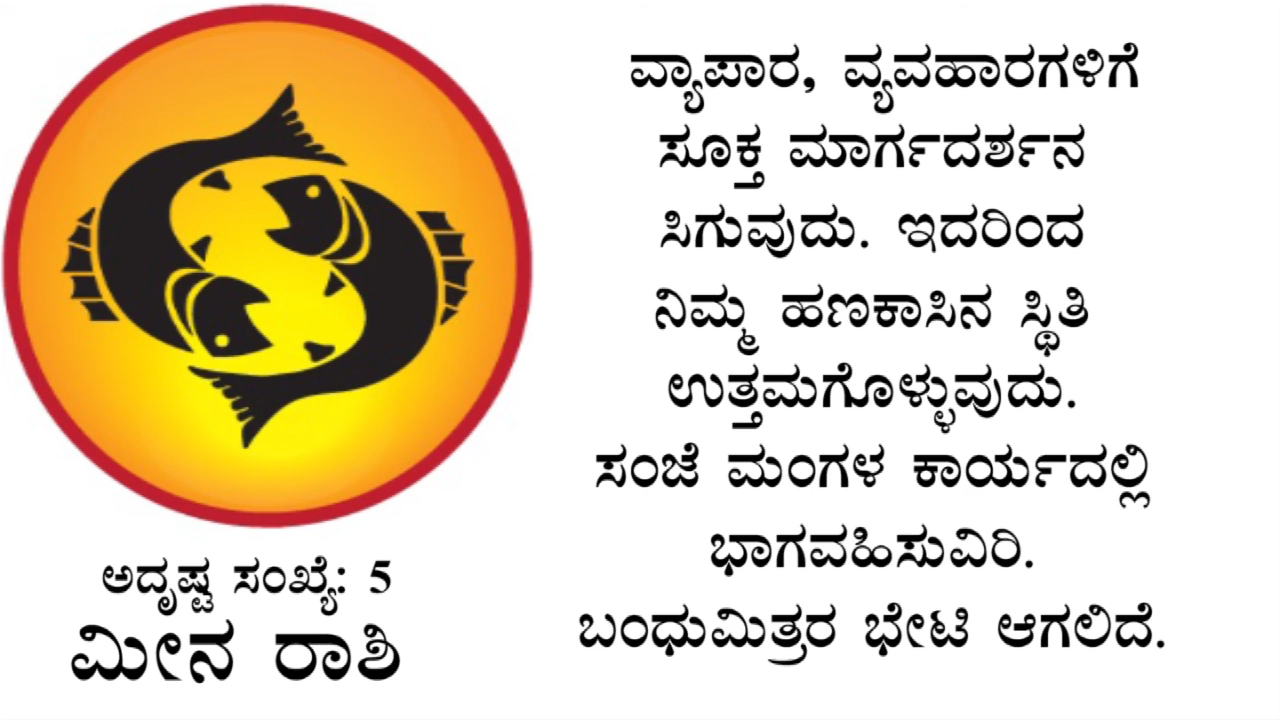 ವ್ಯಾಪಾರ, ವ್ಯವಹಾರಗಳಿಗೆ
ಸೂಕ್ತ ಮಾರ್ಗದರ್ಶನ
ಸಿಗುವುದು. ಇದರಿಂದ
ನಿಮ್ಮ ಹಣಕಾಸಿನ ಸ್ಥಿತಿ
ಉತ್ತಮಗೊಳ್ಳುವುದು.
ಸಂಜೆ ಮಂಗಳ ಕಾರ್ಯದಲ್ಲಿ
ಭಾಗವಹಿಸುವಿರಿ.
ಬಂಧುಮಿತ್ರರ ಭೇಟಿ ಆಗಲಿದೆ.
ಅದೃಷ್ಟ ಸಂಖ್ಯೆ: 5
ಮೀನ ರಾಶಿ